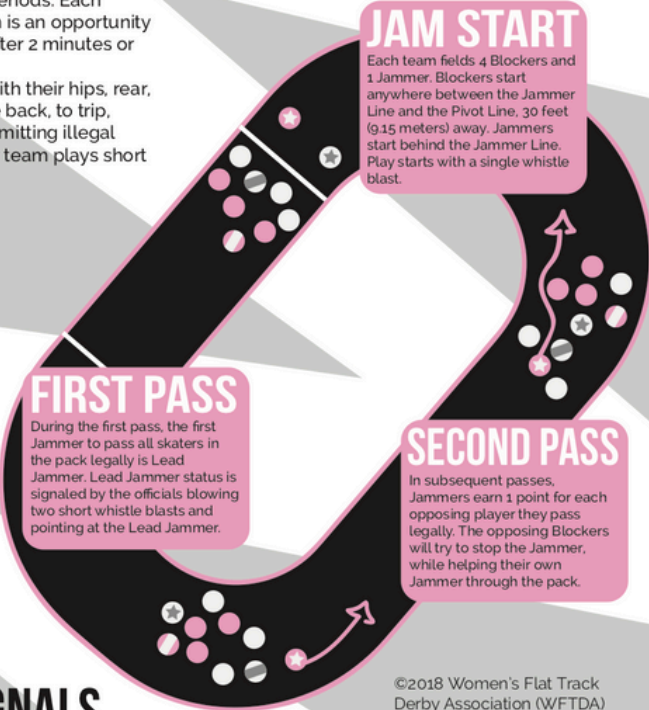 eriods. Each
is an opportunity
ter 2 minutes or
ith their hips, rear,
back, to trip,
mitting illegal
team plays short
JAM START
Each team fields 4 Blockers and
1 Jammer. Blockers start
anywhere between the Jammer
Line and the Pivot Line, 30 feet
(9.15 meters) away. Jammers
start behind the Jammer Line.
Play starts with a single whistle
blast.
FIRST PASS
During the first pass, the first
Jammer to pass all skaters in
the pack legally is Lead
Jammer. Lead Jammer status is
signaled by the officials blowing
two short whistle blasts and
pointing at the Lead Jammer.
SECOND PASS
In subsequent passes,
Jammers earn 1 point for each
opposing player they pass
legally. The opposing Blockers
will try to stop the Jammer,
while helping their own
Jammer through the pack.
GNALS
©2018 Women's Flat Track
Derby Association (WFTDA)